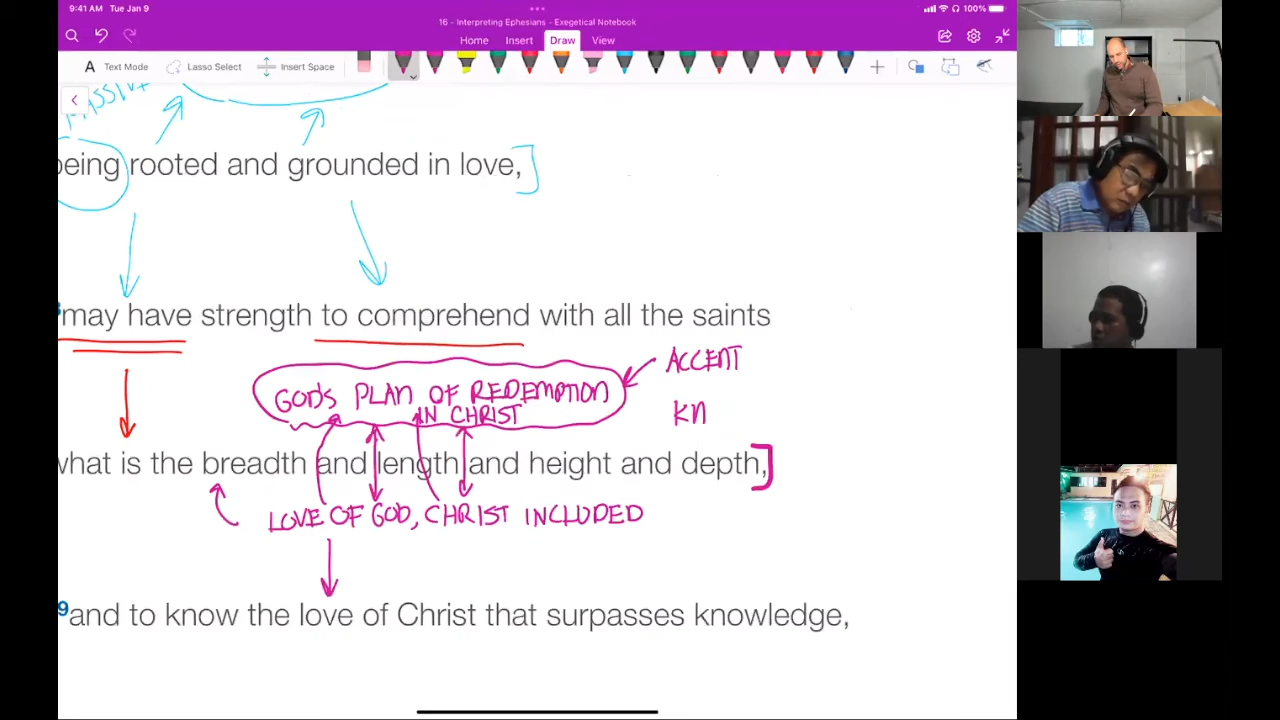 9:41 AM Tue Jan 9
100%
16 - Interpreting Ephesians - Exegetical Notebook
Home Insert Draw View
A Text Mode Lasso Select Insert Space
being rooted and grounded in love,]
may have strength to comprehend with all the saints
ACCENT
GOD'S PLAN OF REDEMPTION
IN CHRIST
KN
what is the breadth and length and height and depth,]
LOVE OF GOD, CHRIST INCLUDED
9 and to know the love of Christ that surpasses knowledge,